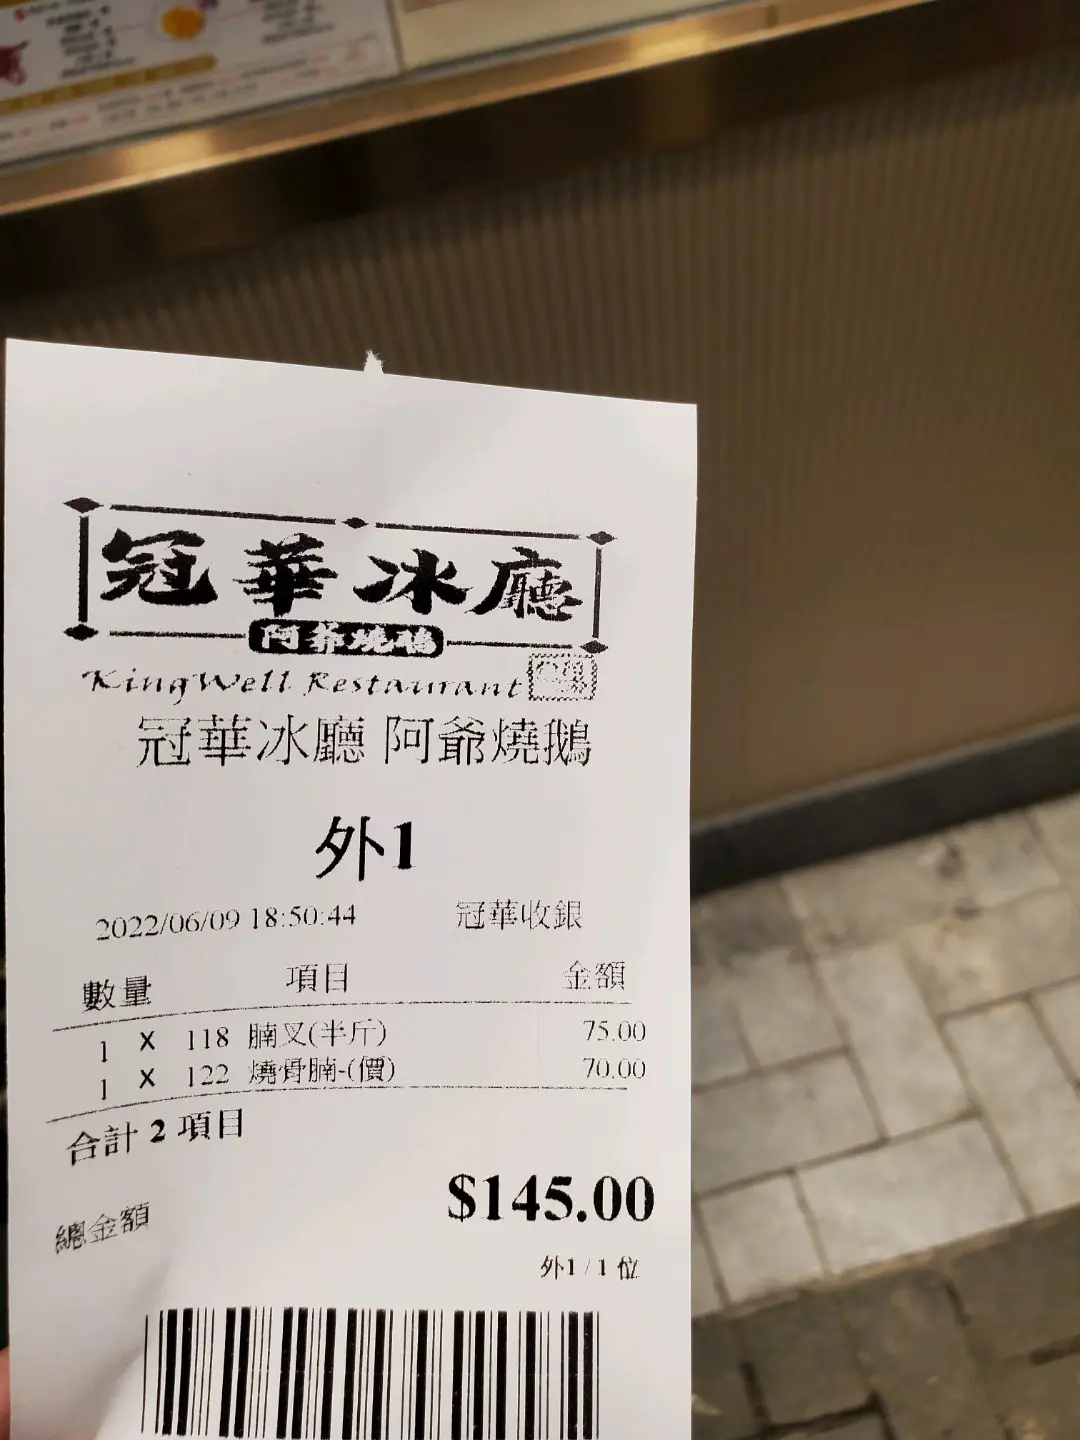 冠華冰廳
阿爺燒鵝
KingWell Restaurant
冠華冰廳 阿爺燒鵝
外1
2022/06/09 18:50:44 冠華收銀
數量 項目 金額
1 X 118 腩叉(半斤) 75.00
1 X 122 燒骨腩-(價) 70.00
合計 2 項目
$145.00
總金額
外1 / 1 位